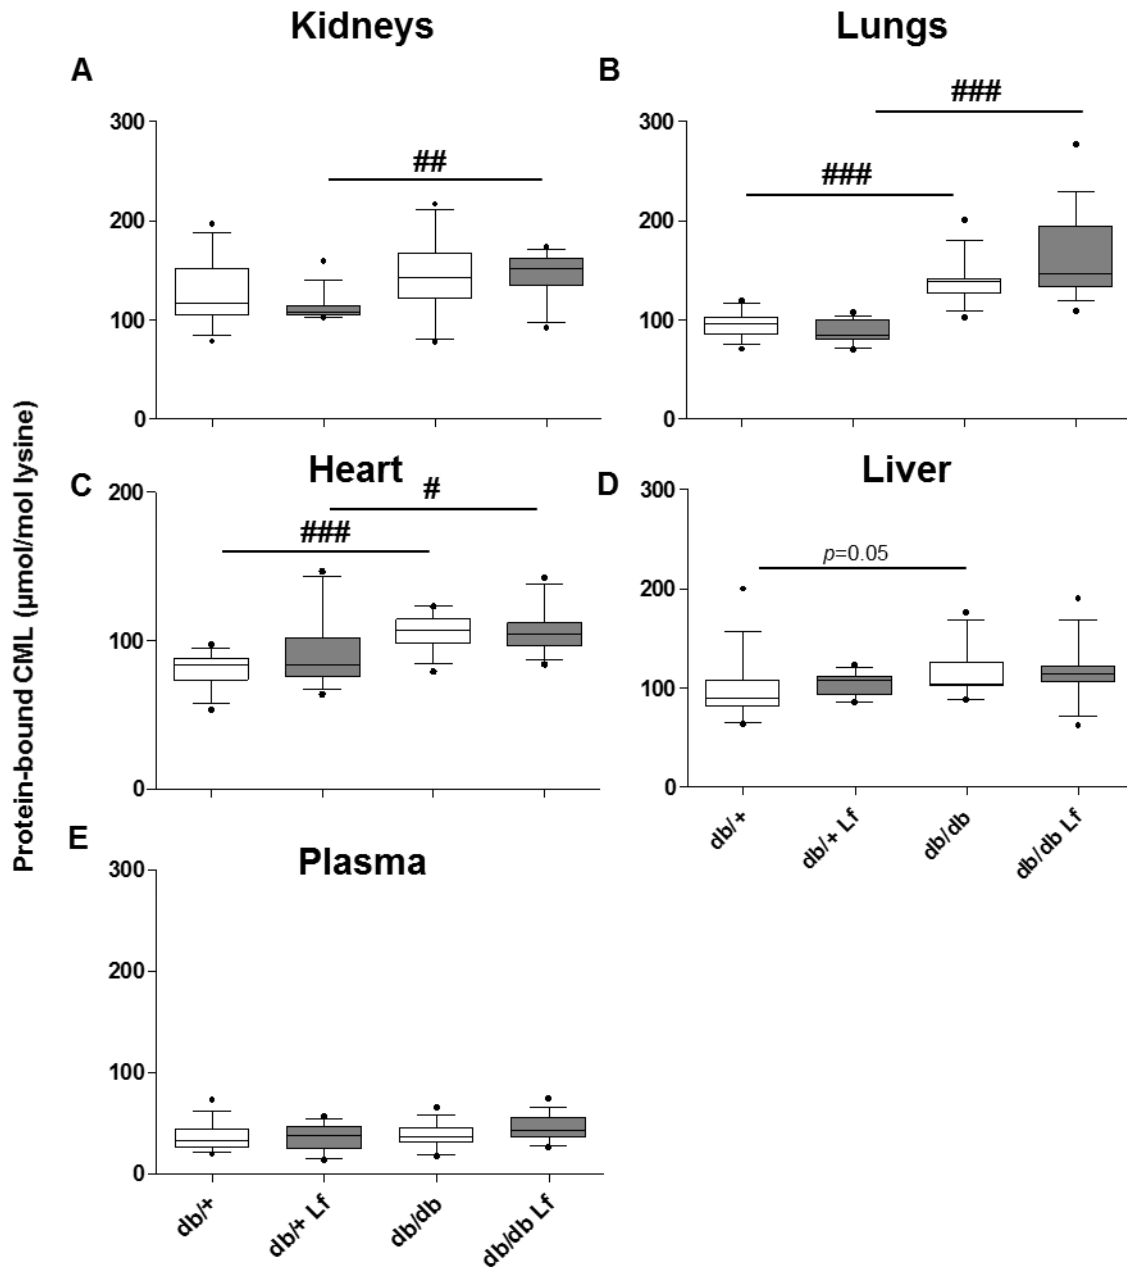 Kidneys
Lungs
A
B
###
300
300
##
###
200
200
100
100
0
0
Protein-bound CML (µmol/mol lysine)
Heart
Liver
C
D
200
#
300
###
p=0.05
200
100
100
0
0
db/+
db/+ Lf
db/db
db/db Lf
E
Plasma
300
200
100
0
db/+
db/+ Lf
db/db
db/db Lf